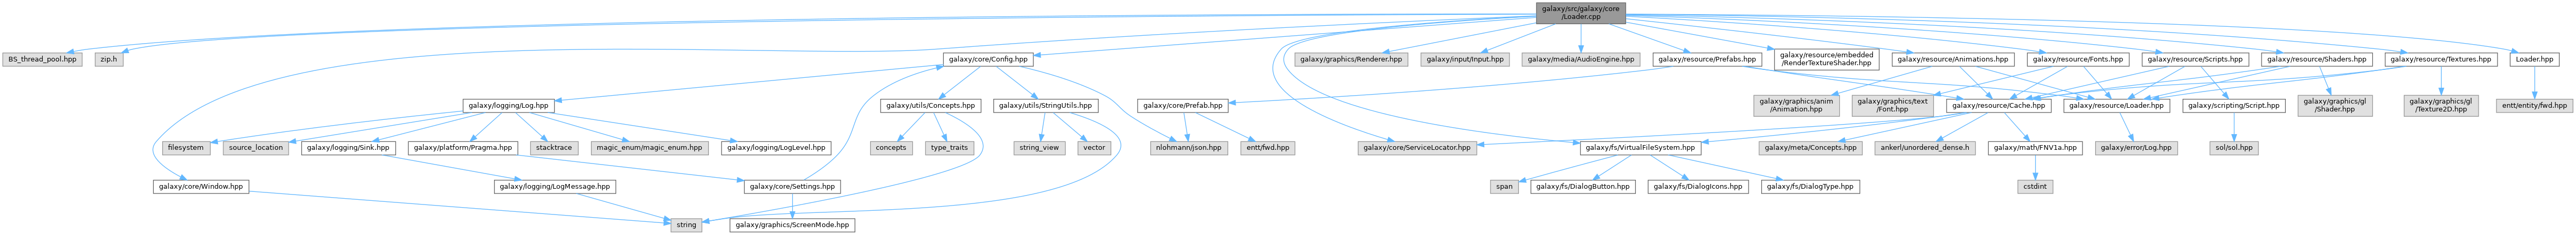 galaxy/src/galaxy/core
/Loader.cpp
BS_thread_pool.hpp
zip.h
galaxy/core/Config.hpp
galaxy/graphics/Renderer.hpp
galaxy/input/Input.hpp
galaxy/media/AudioEngine.hpp
galaxy/resource/Prefabs.hpp
galaxy/resource/embedded
/RenderTextureShader.hpp
galaxy/resource/Animations.hpp
galaxy/resource/Fonts.hpp
galaxy/resource/Scripts.hpp
galaxy/resource/Shaders.hpp
galaxy/resource/Textures.hpp
Loader.hpp
galaxy/logging/Log.hpp
galaxy/utils/Concepts.hpp
galaxy/utils/StringUtils.hpp
galaxy/core/Prefab.hpp
galaxy/graphics/anim
/Animation.hpp
galaxy/graphics/text
/Font.hpp
galaxy/resource/Cache.hpp
galaxy/resource/Loader.hpp
galaxy/scripting/Script.hpp
galaxy/graphics/gl
/Shader.hpp
galaxy/graphics/gl
/Texture2D.hpp
entt/entity/fwd.hpp
filesystem
source_location
galaxy/logging/Sink.hpp
galaxy/platform/Pragma.hpp
stacktrace
magic_enum/magic_enum.hpp
galaxy/logging/LogLevel.hpp
concepts
type_traits
string_view
vector
nlohmann/json.hpp
entt/fwd.hpp
galaxy/core/ServiceLocator.hpp
galaxy/fs/VirtualFileSystem.hpp
galaxy/meta/Concepts.hpp
ankerl/unordered_dense.h
galaxy/math/FNV1a.hpp
galaxy/error/Log.hpp
sol/sol.hpp
galaxy/core/Window.hpp
galaxy/logging/LogMessage.hpp
galaxy/core/Settings.hpp
span
galaxy/fs/DialogButton.hpp
galaxy/fs/DialogIcons.hpp
galaxy/fs/DialogType.hpp
cstdint
string
galaxy/graphics/ScreenMode.hpp